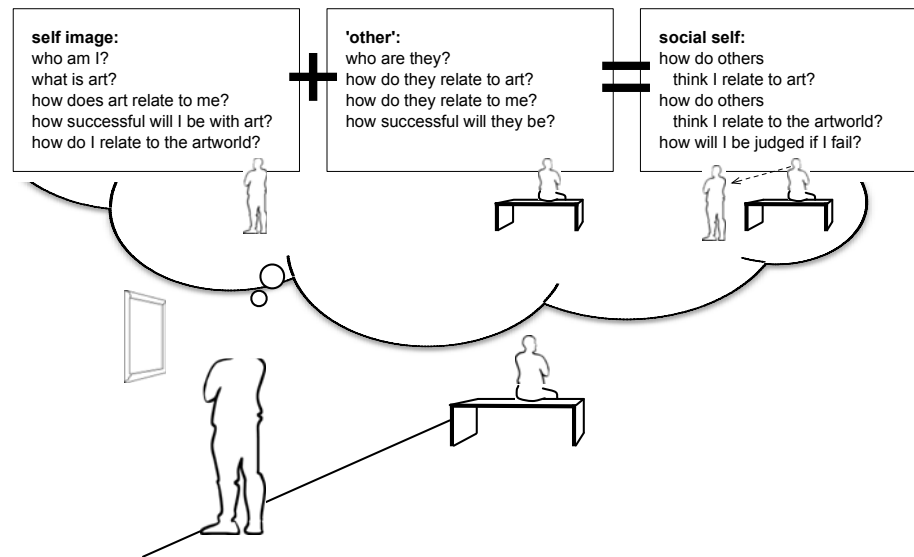 self image:
who am I?
what is art?
how does art relate to me?
how successful will I be with art?
how do I relate to the artworld?
'other':
who are they?
how do they relate to art?
how do they relate to me?
how successful will they be?
social self:
how do others
think I relate to art?
how do others
think I relate to the artworld?
how will I be judged if I fail?